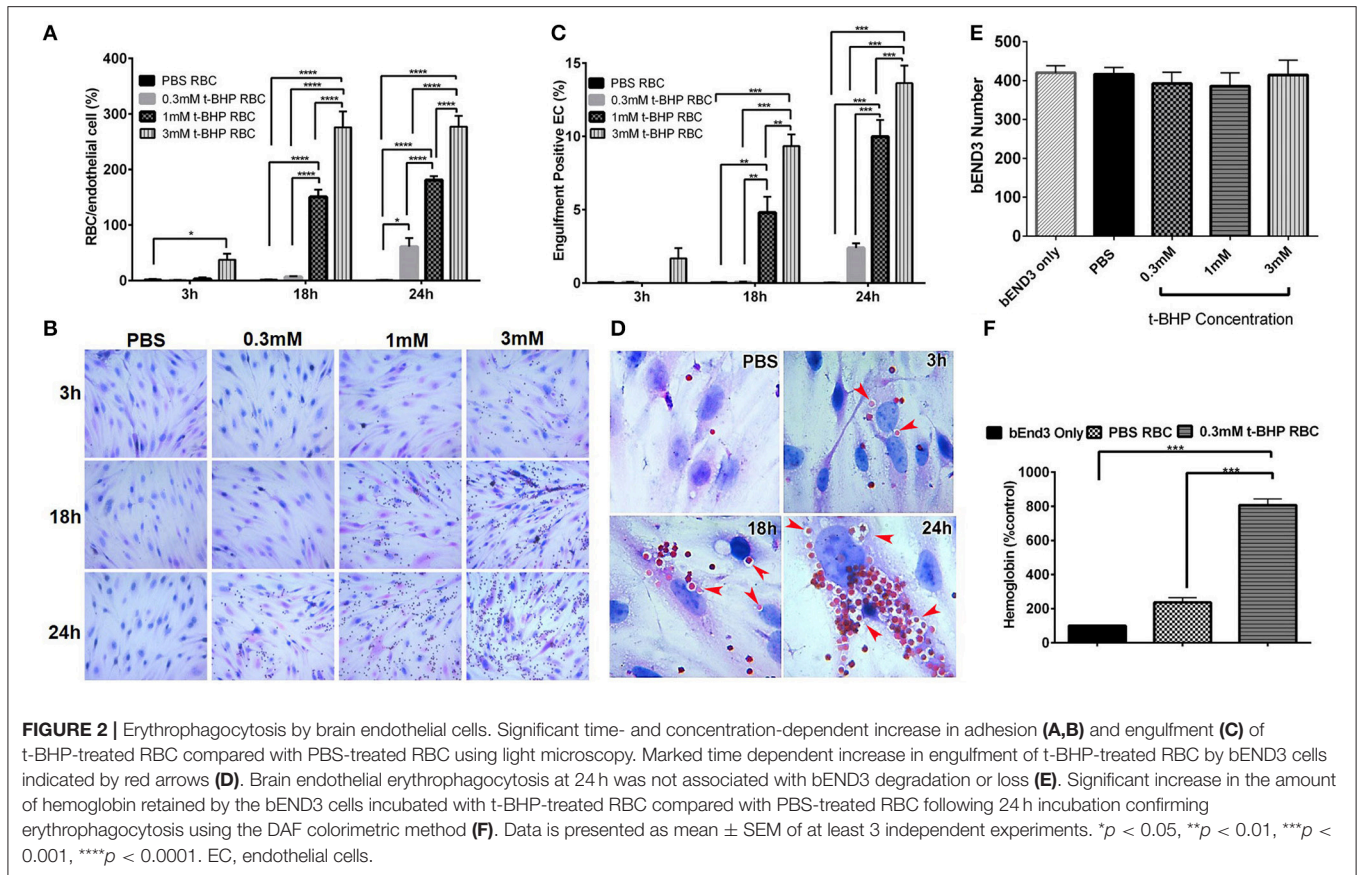 A
RBC/endothelial cell (%)
400
300
200
100
0
PBS RBC
0.3mM t-BHP RBC
1mM t-BHP RBC
3mM t-BHP RBC
*
****
****
****
****
****
****
****
****
****
****
*
3h
18h
24h
C
Engulfment Positive EC (%)
15
10
5
0
PBS RBC
0.3mM t-BHP RBC
1mM t-BHP RBC
3mM t-BHP RBC
***
***
**
**
**
***
***
***
***
***
3h
18h
24h
E
bEND3 Number
500
400
300
200
100
0
bEND3 only
PBS
0.3mM
1mM
3mM
t-BHP Concentration
B
PBS
0.3mM
1mM
3mM
3h
18h
24h
D
PBS
3h
18h
24h
F
bEnd3 Only
PBS RBC
0.3mM t-BHP RBC
Hemoglobin (%control)
1000
800
600
400
200
0
***
***
FIGURE 2 | Erythrophagocytosis by brain endothelial cells. Significant time- and concentration-dependent increase in adhesion (A,B) and engulfment (C) of
t-BHP-treated RBC compared with PBS-treated RBC using light microscopy. Marked time dependent increase in engulfment of t-BHP-treated RBC by bEND3 cells
indicated by red arrows (D). Brain endothelial erythrophagocytosis at 24 h was not associated with bEND3 degradation or loss (E). Significant increase in the amount
of hemoglobin retained by the bEND3 cells incubated with t-BHP-treated RBC compared with PBS-treated RBC following 24 h incubation confirming
erythrophagocytosis using the DAF colorimetric method (F). Data is presented as mean ± SEM of at least 3 independent experiments. *p < 0.05, **p < 0.01, ***p <
0.001, ****p < 0.0001. EC, endothelial cells.